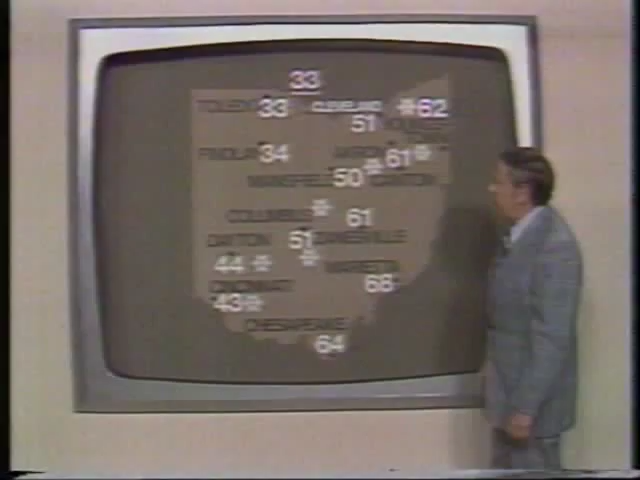 33
TOLEDO 33 CLEVELAND *62
51
FINDLAY 34 AKRON 61*
MANSFIELD 50* CANTON
COLUMBUS * 61
DAYTON 51 ZANESVILLE
44 * * MARIETTA
CINCINNATI 68
43*
CHESAPEAKE
64